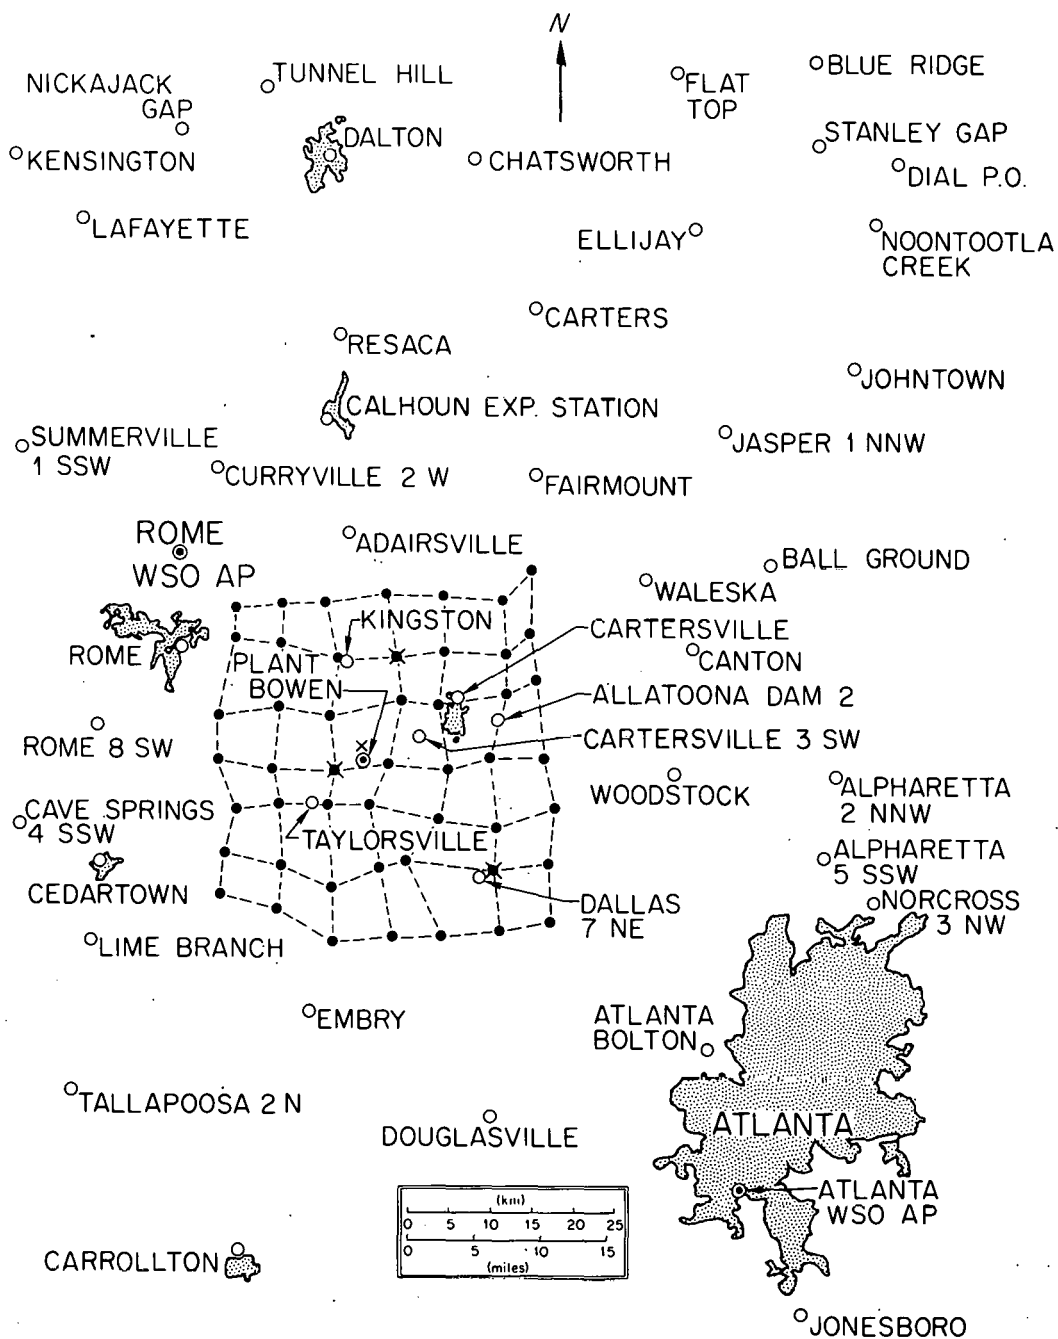 N
TUNNEL HILL
BLUE RIDGE
NICKAJACK
GAP
FLAT
TOP
STANLEY GAP
DALTON
KENSINGTON
CHATSWORTH
DIAL P.O.
LAFAYETTE
ELLIJAY
NOONTOOTLA
CREEK
CARTERS
RESACA
JOHNTOWN
CALHOUN EXP. STATION
SUMMERVILLE
1 SSW
JASPER 1 NNW
CURRYVILLE 2 W
FAIRMOUNT
ROME
WSO AP
ADAIRSVILLE
BALL GROUND
WALESKA
KINGSTON
CARTERSVILLE
ROME
PLANT
BOWEN
CANTON
ALLATOONA DAM 2
ROME 8 SW
X
CARTERSVILLE 3 SW
WOODSTOCK
ALPHARETTA
2 NNW
CAVE SPRINGS
4 SSW
TAYLORSVILLE
ALPHARETTA
5 SSW
CEDARTOWN
DALLAS
7 NE
NORCROSS
3 NW
LIME BRANCH
EMBRY
ATLANTA
BOLTON
TALLAPOOSA 2 N
DOUGLASVILLE
ATLANTA
ATLANTA
WSO AP
(km)
0 5 10 15 20 25
0 5 10 15
(miles)
CARROLLTON
JONESBORO